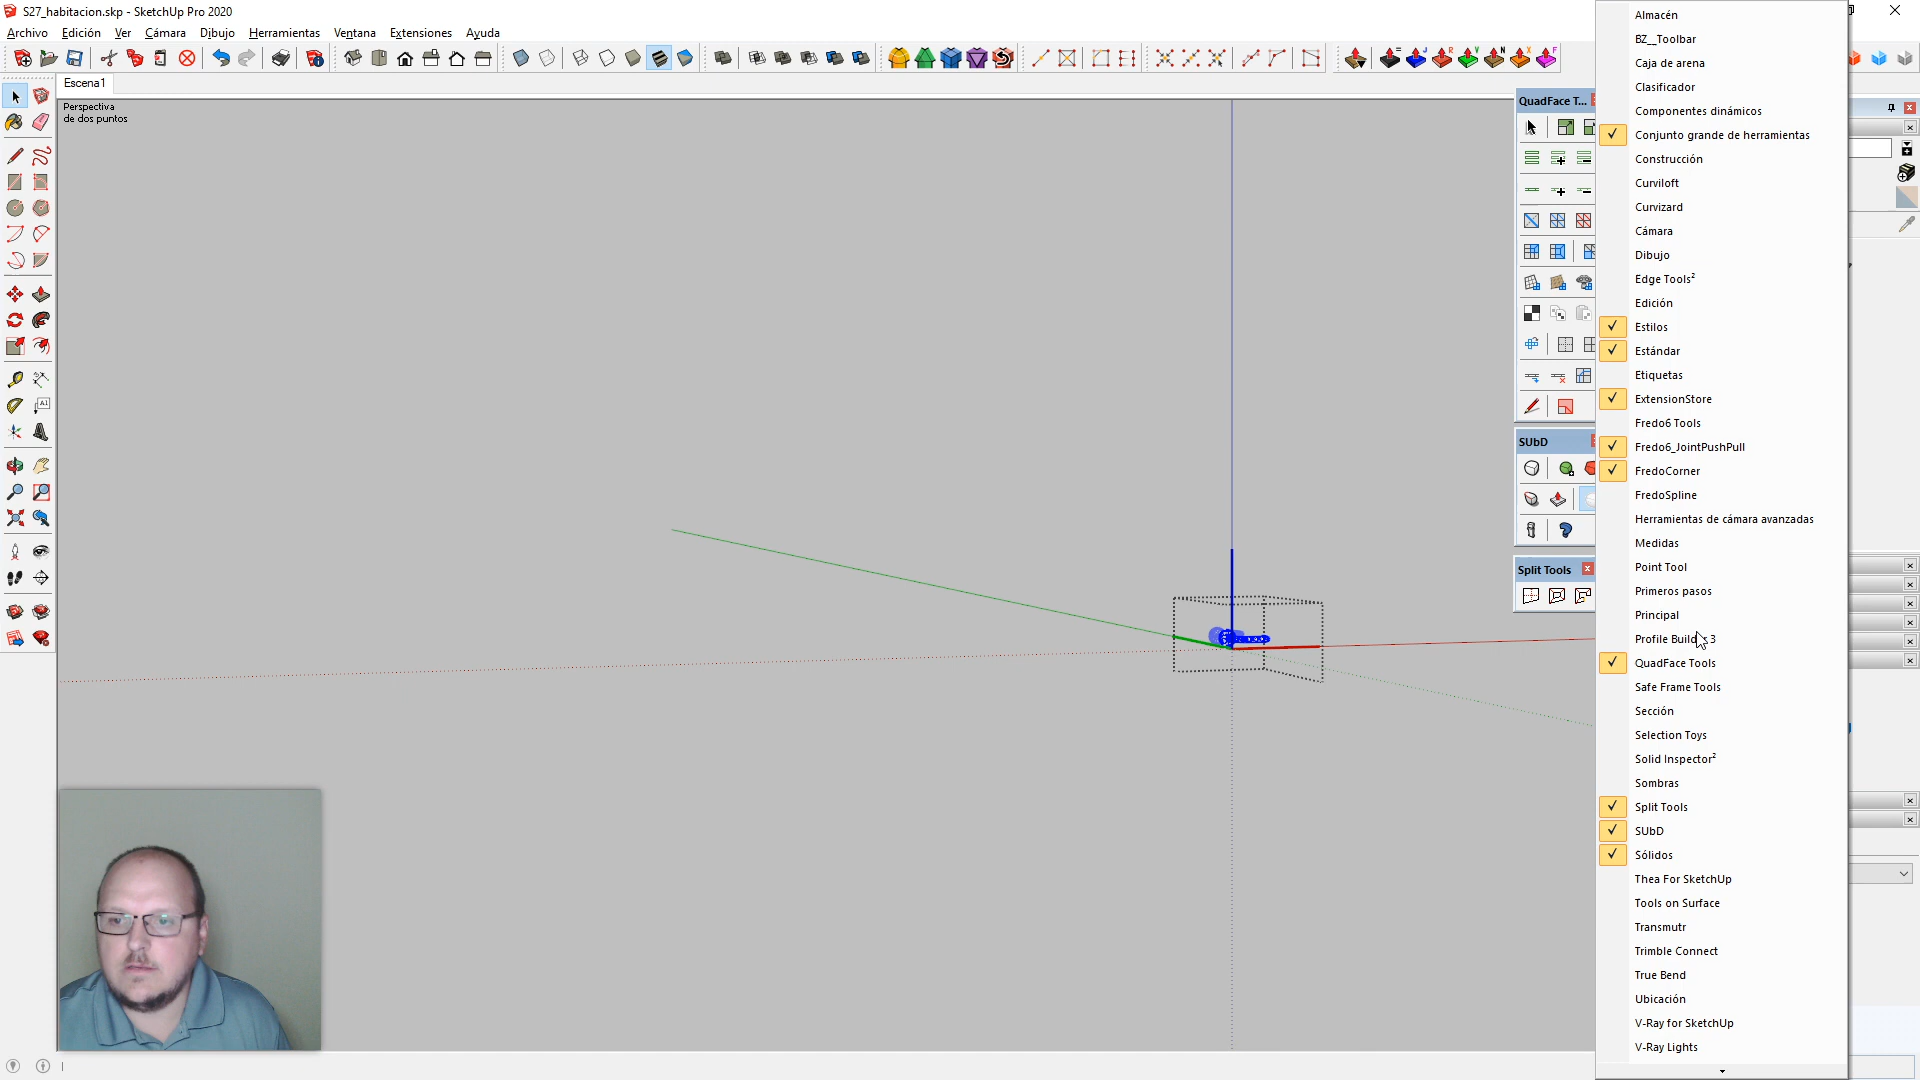 S27_habitacion.skp - SketchUp Pro 2020
Archivo Edición Ver Cámara Dibujo Herramientas Ventana Extensiones Ayuda
Escena1
Perspectiva
de dos puntos
QuadFace T...
SUbD
Split Tools
Almacén
BZ__Toolbar
Caja de arena
Clasificador
Componentes dinámicos
Conjunto grande de herramientas
Construcción
Curviloft
Curvizard
Cámara
Dibujo
Edge Tools²
Edición
Estilos
Estándar
Etiquetas
ExtensionStore
Fredo6 Tools
Fredo6_JointPushPull
FredoCorner
FredoSpline
Herramientas de cámara avanzadas
Medidas
Point Tool
Primeros pasos
Principal
Profile Builder 3
QuadFace Tools
Safe Frame Tools
Sección
Selection Toys
Solid Inspector²
Sombras
Split Tools
SUbD
Sólidos
Thea For SketchUp
Tools on Surface
Transmutr
Trimble Connect
True Bend
Ubicación
V-Ray for SketchUp
V-Ray Lights